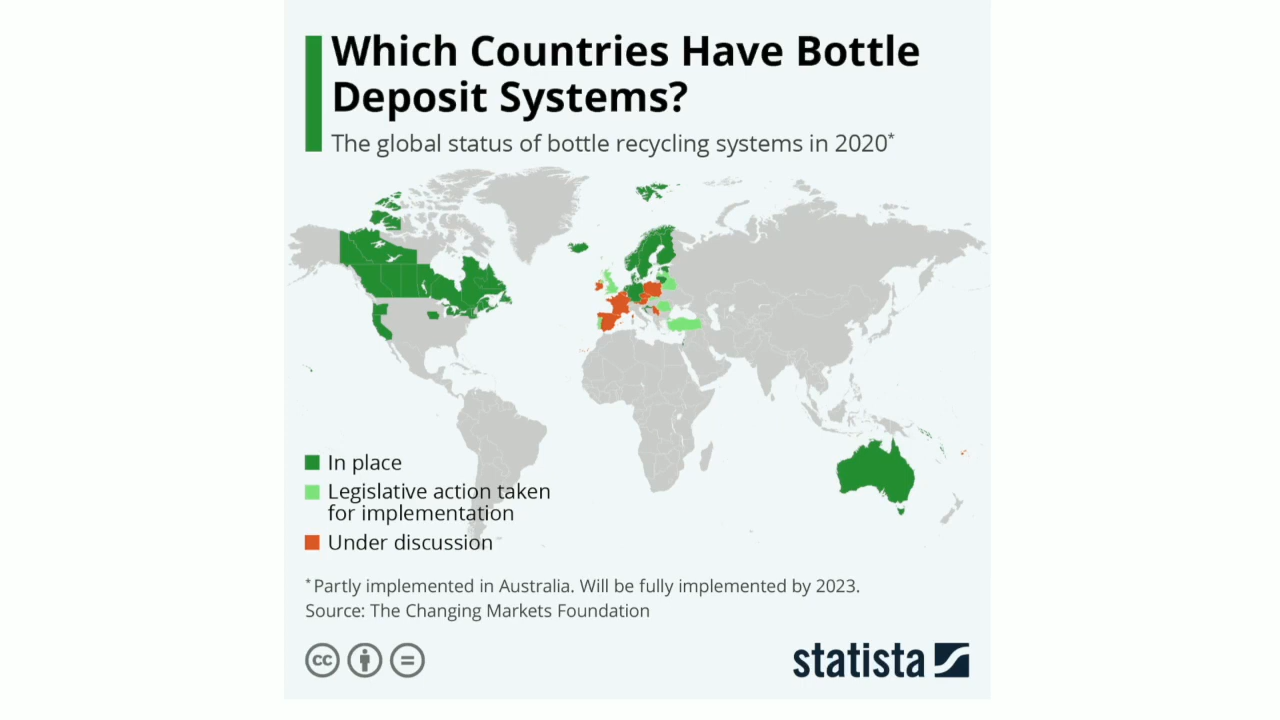 Which Countries Have Bottle
Deposit Systems?
The global status of bottle recycling systems in 2020*
In place
Legislative action taken
for implementation
Under discussion
*Partly implemented in Australia. Will be fully implemented by 2023.
Source: The Changing Markets Foundation
cc
statista